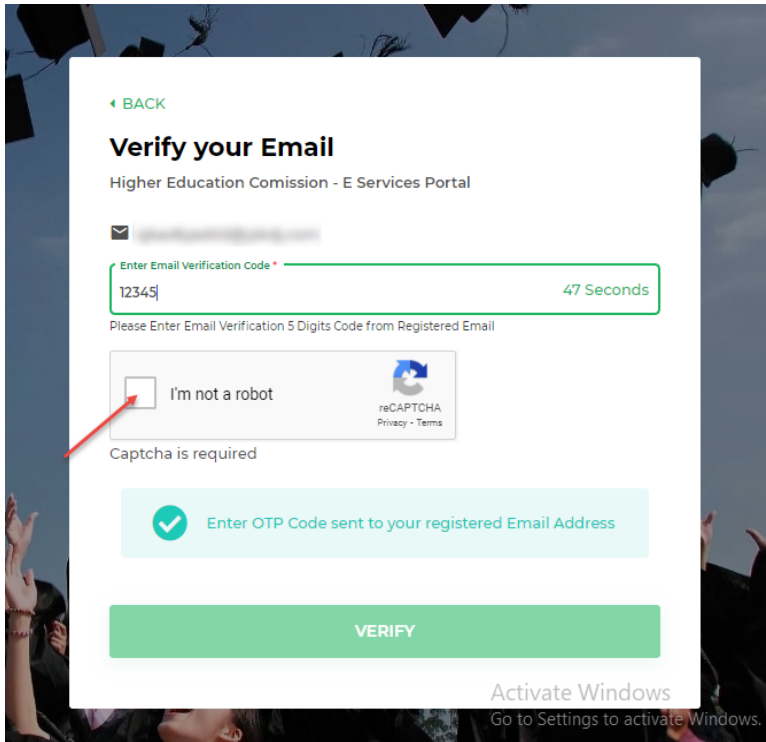 BACK
Verify your Email
Higher Education Comission - E Services Portal
Enter Email Verification Code *
12345
47 Seconds
Please Enter Email Verification 5 Digits Code from Registered Email
I'm not a robot
reCAPTCHA
Privacy - Terms
Captcha is required
Enter OTP Code sent to your registered Email Address
VERIFY
Activate Windows
Go to Settings to activate Windows.